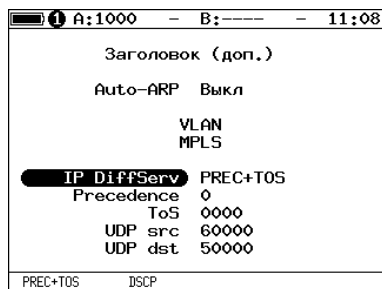 1 A:1000 – B:---- – 11:08
Заголовок (доп.)
Auto-ARP Выкл
VLAN
MPLS
IP DiffServ PREC+TOS
Precedence 0
ToS 0000
UDP src 60000
UDP dst 50000
PREC+TOS DSCP